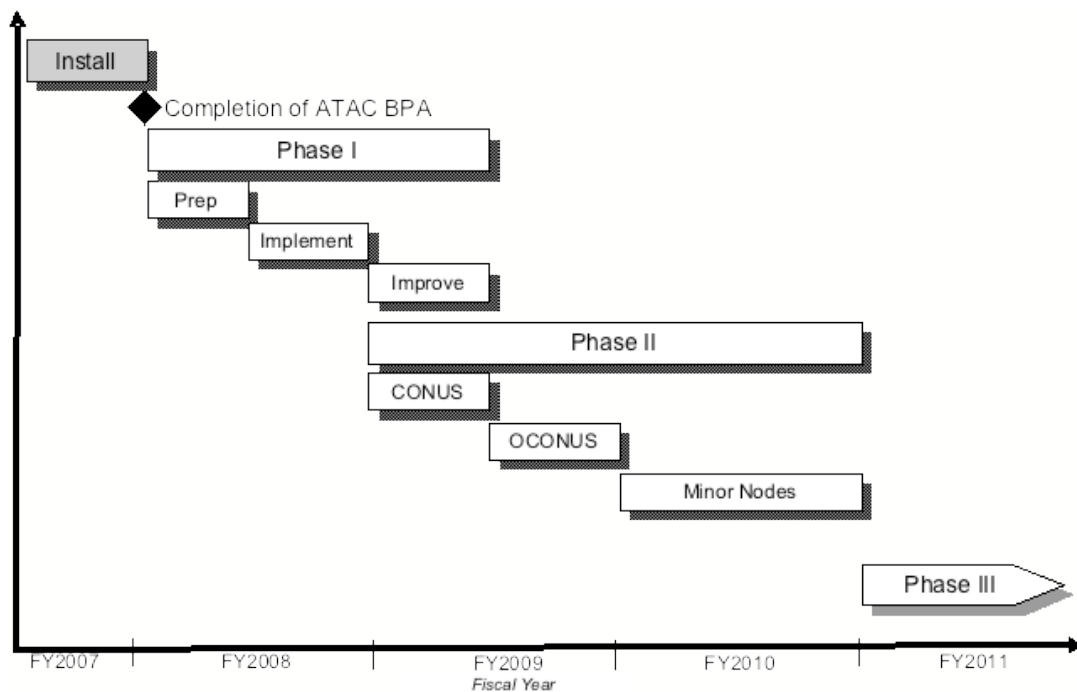 Install
Completion of ATAC BPA
Phase I
Prep
Implement
Improve
Phase II
CONUS
OCONUS
Minor Nodes
Phase III
FY2007 FY2008 FY2009 FY2010 FY2011
Fiscal Year